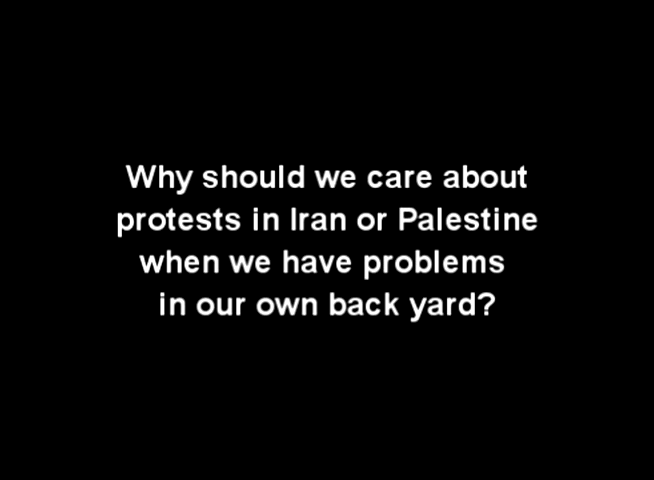 Why should we care about
protests in Iran or Palestine
when we have problems
in our own back yard?